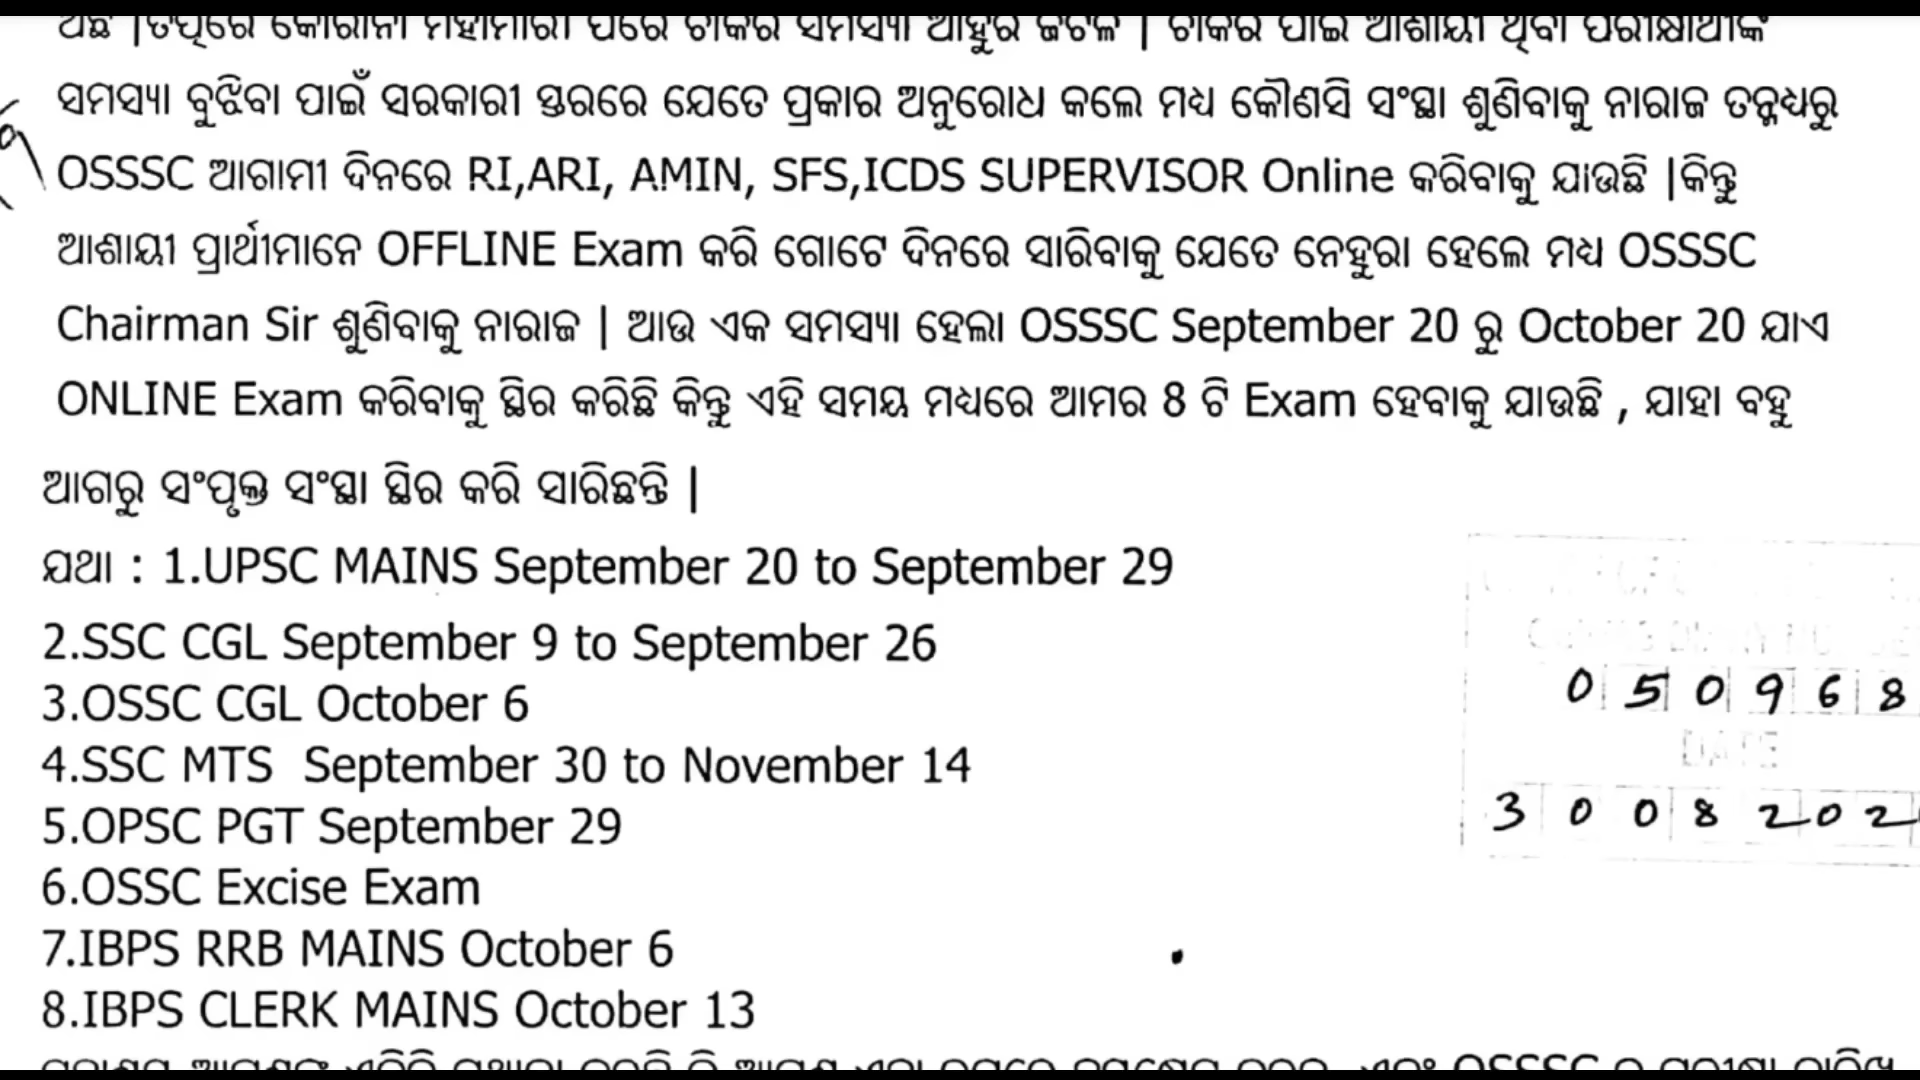 ସମସ୍ୟା ବୁଝିବା ପାଇଁ ସରକାରୀ ସ୍ତରରେ ଯେତେ ପ୍ରକାର ଅନୁରୋଧ କଲେ ମଧ୍ୟ କୌଣସି ସଂସ୍ଥା ଶୁଣିବାକୁ ନାରାଜ ତନ୍ମଧ୍ୟରୁ
OSSSC ଆଗାମୀ ଦିନରେ RI,ARI, AMIN, SFS,ICDS SUPERVISOR Online କରିବାକୁ ଯାଉଛି |କିନ୍ତୁ
ଆଶାୟୀ ପ୍ରାର୍ଥୀମାନେ OFFLINE Exam କରି ଗୋଟେ ଦିନରେ ସାରିବାକୁ ଯେତେ ନେହୁରା ହେଲେ ମଧ୍ୟ OSSSC
Chairman Sir ଶୁଣିବାକୁ ନାରାଜ | ଆଉ ଏକ ସମସ୍ୟା ହେଲା OSSSC September 20 ରୁ October 20 ଯାଏ
ONLINE Exam କରିବାକୁ ସ୍ଥିର କରିଛି କିନ୍ତୁ ଏହି ସମୟ ମଧ୍ୟରେ ଆମର 8 ଟି Exam ହେବାକୁ ଯାଉଛି , ଯାହା ବହୁ
ଆଗରୁ ସଂପୃକ୍ତ ସଂସ୍ଥା ସ୍ଥିର କରି ସାରିଛନ୍ତି |
ଯଥା : 1.UPSC MAINS September 20 to September 29
2.SSC CGL September 9 to September 26
3.OSSC CGL October 6
4.SSC MTS September 30 to November 14
5.OPSC PGT September 29
6.OSSC Excise Exam
7.IBPS RRB MAINS October 6
8.IBPS CLERK MAINS October 13
050968
DATE
3008202